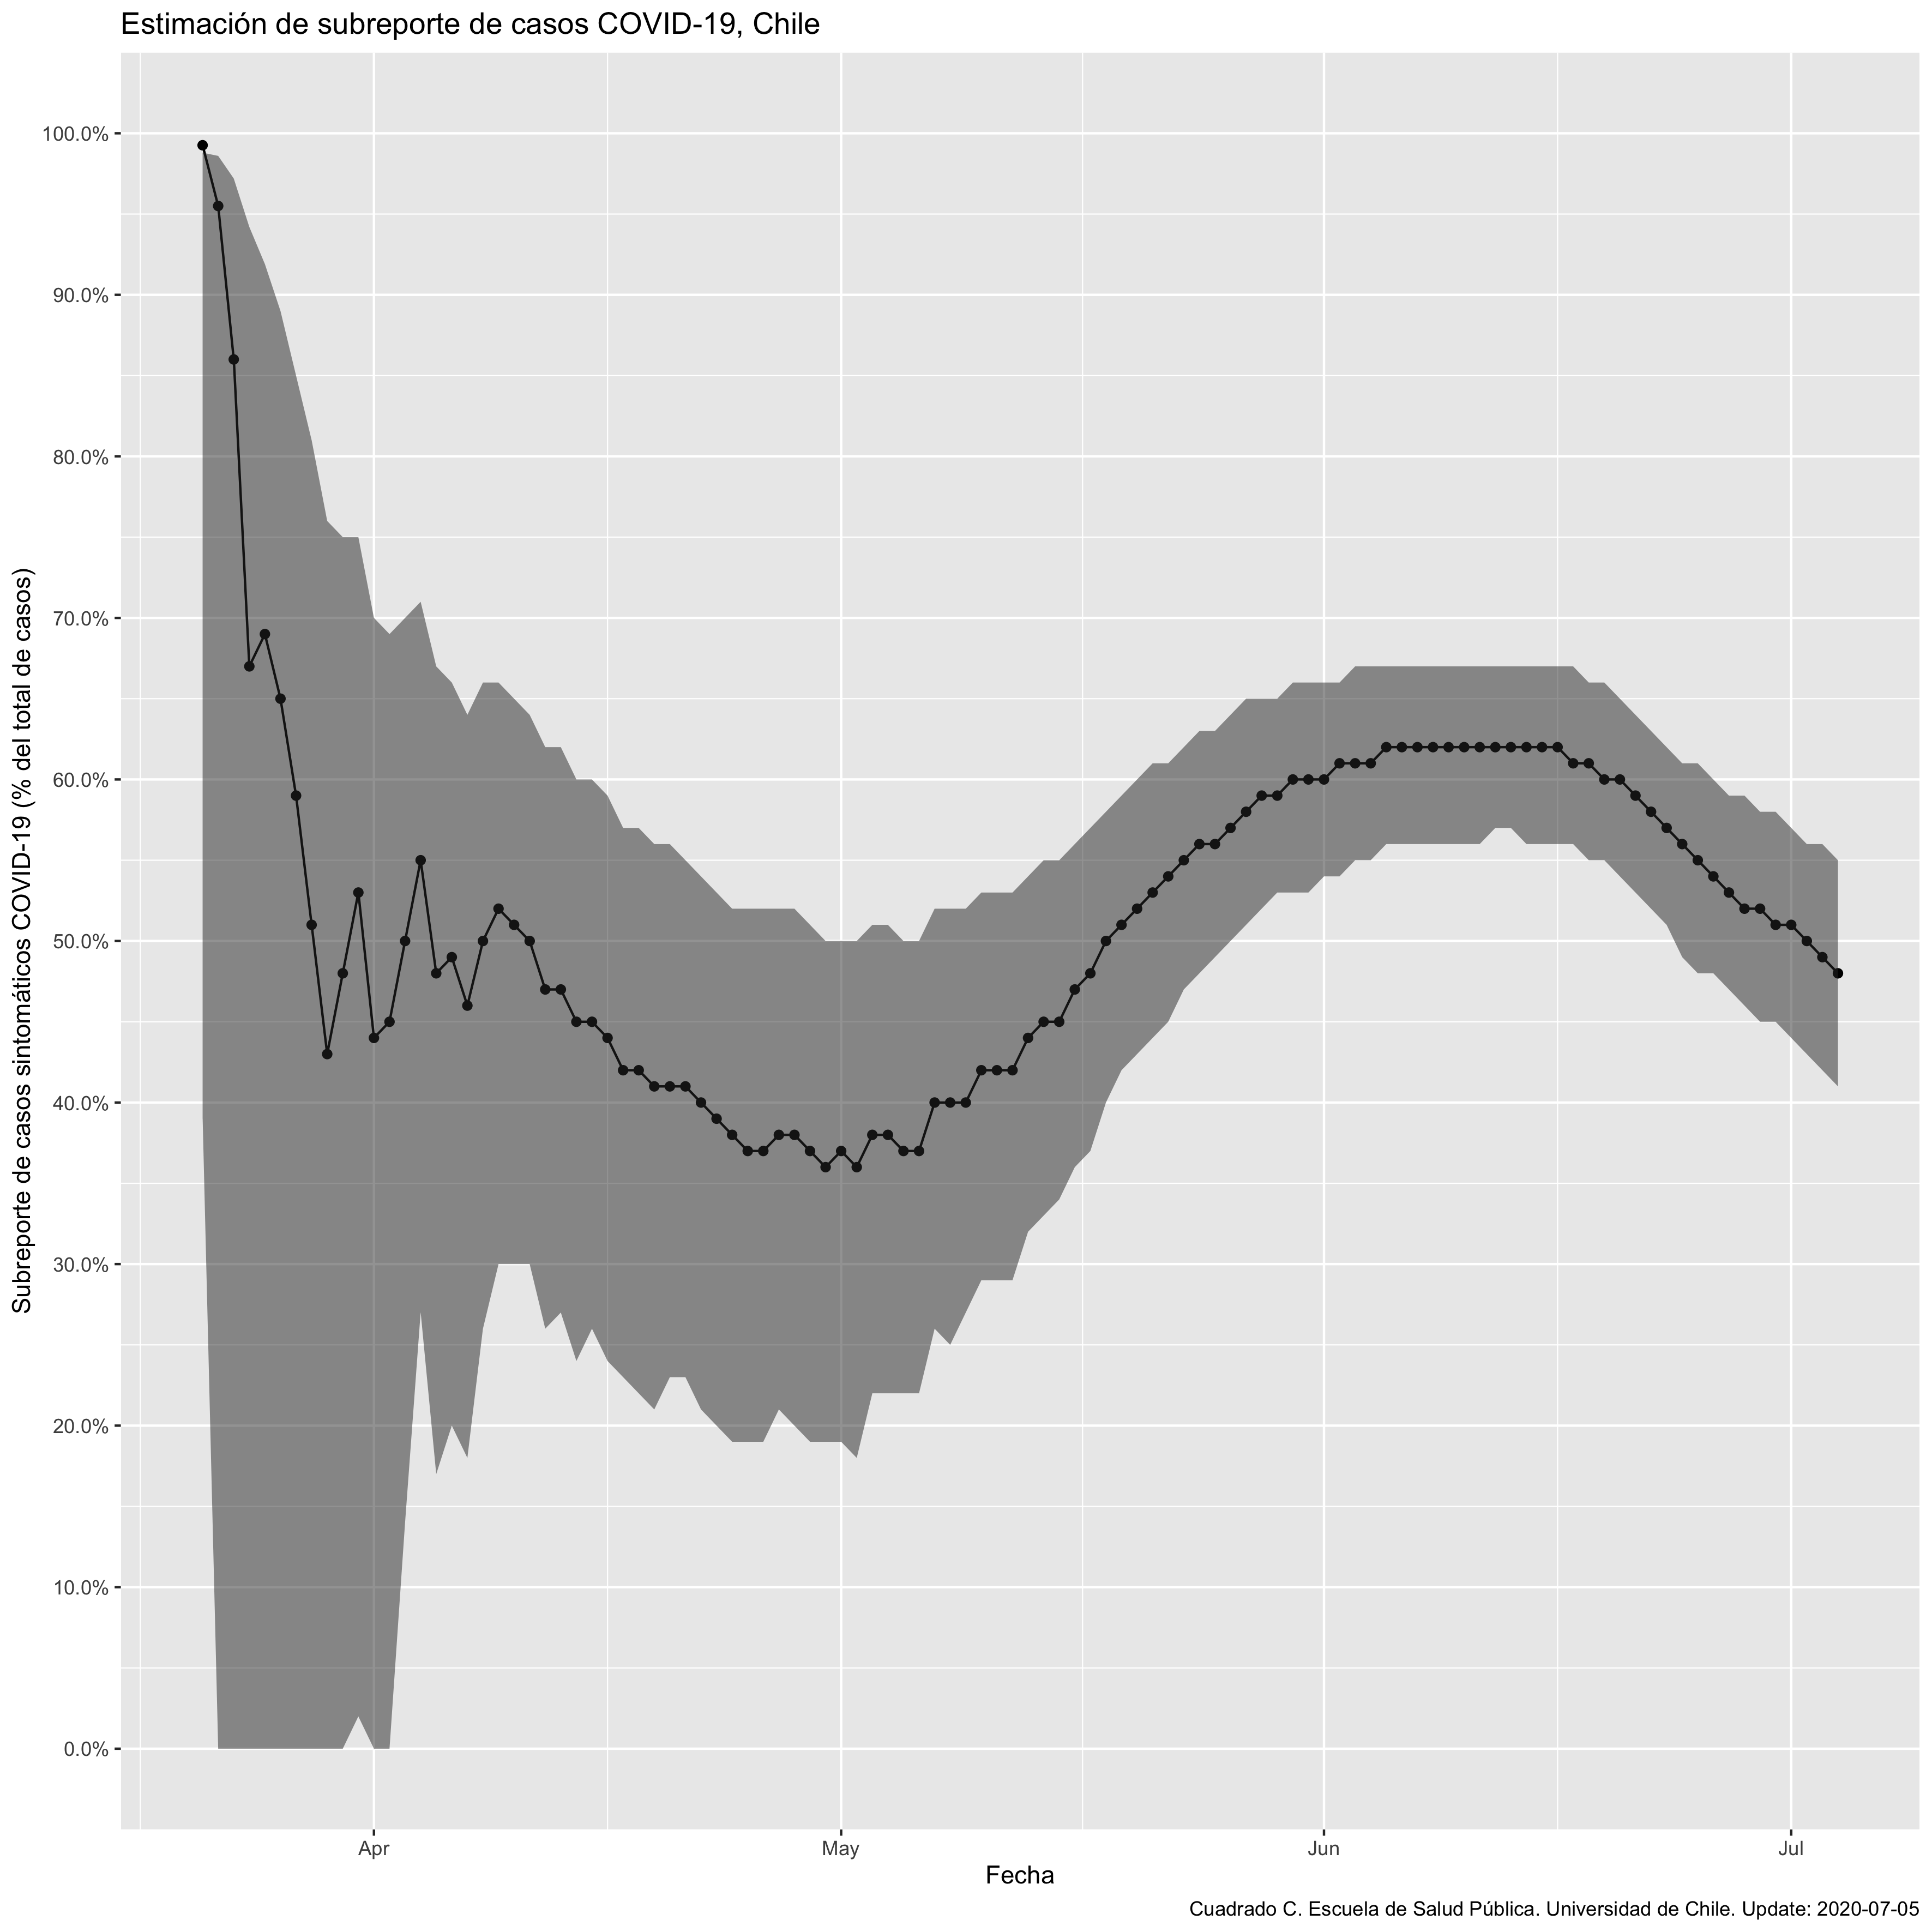 Estimación de subreporte de casos COVID-19, Chile
Subreporte de casos sintomáticos COVID-19 (% del total de casos)
100.0%
90.0%
80.0%
70.0%
60.0%
50.0%
40.0%
30.0%
20.0%
10.0%
0.0%
Apr
May
Jun
Jul
Fecha
Cuadrado C. Escuela de Salud Pública. Universidad de Chile. Update: 2020-07-05